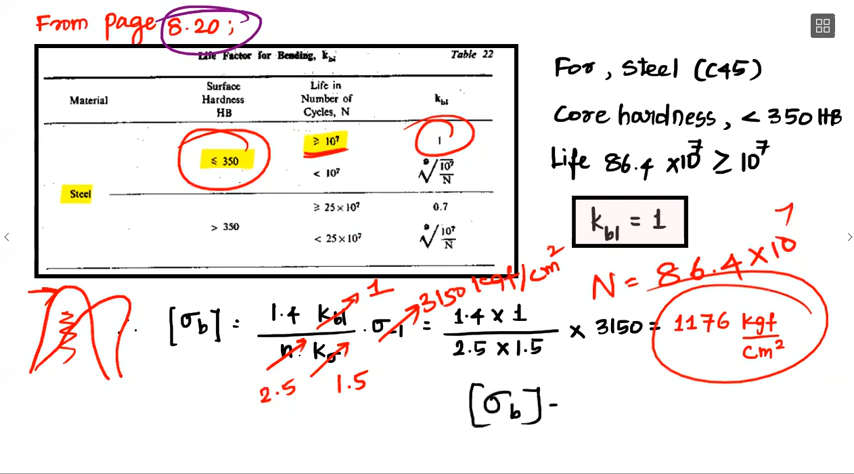 From page 8.20;
Life Factor for Bending, kbl Table 22
Material Surface Hardness HB Life in Number of Cycles, N kbl
Steel ≤ 350 ≥ 10⁷ 1
< 10⁷ ⁹√10⁷/N
> 350 ≥ 25 × 10⁷ 0.7
< 25 × 10⁷ ⁹√10⁷/N
For, steel (C45)
Core hardness, < 350 HB
Life 86.4 × 10⁷ ≥ 10⁷
kbl = 1
N = 86.4 × 10⁷
∴ [σb] = 1.4 kbl / n kσ · σ-1 = 1.4 × 1 / 2.5 × 1.5 × 3150 = 1176 kgf/cm²
1
3150 kgf/cm²
2.5 1.5
[σb] =